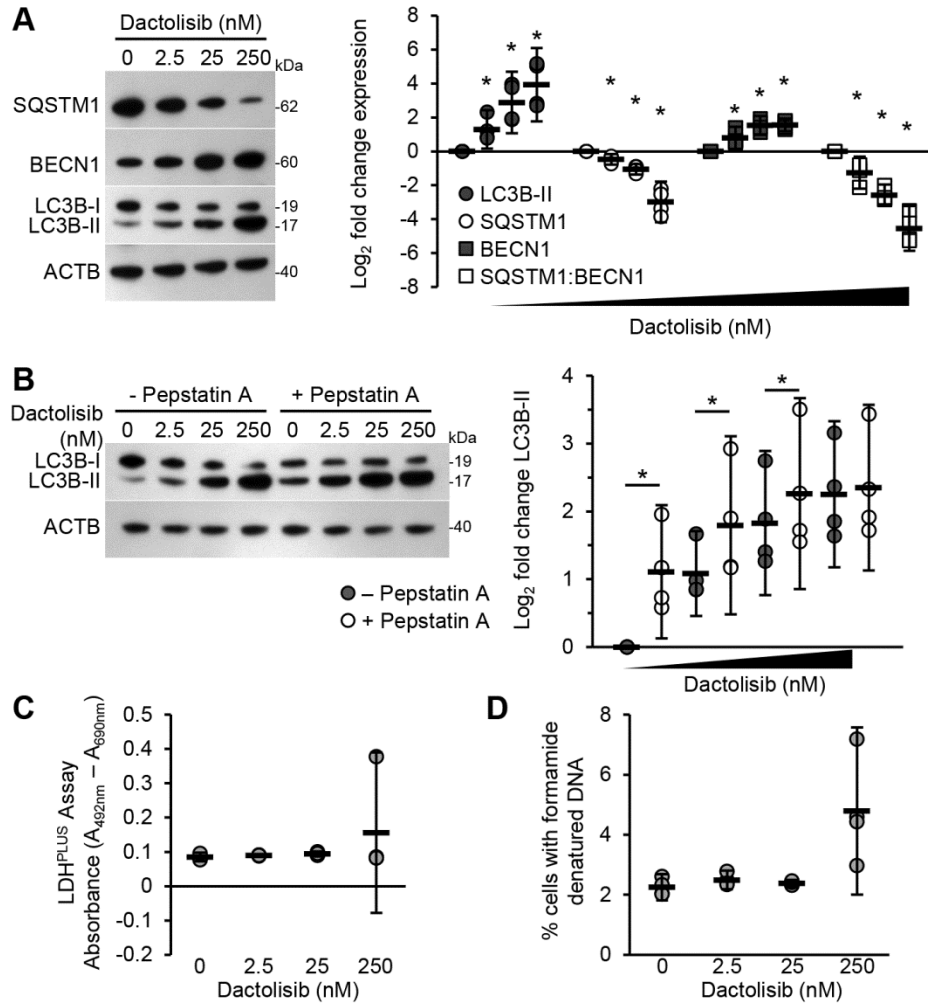 A
Dactolisib (nM)
0 2.5 25 250
kDa
SQSTM1 -62
BECN1 -60
LC3B-I -19
LC3B-II -17
ACTB -40
Log2 fold change expression
8
6
4
2
0
-2
-4
-6
-8
* * * * * * * * * * * *
LC3B-II
SQSTM1
BECN1
SQSTM1:BECN1
Dactolisib (nM)
B
- Pepstatin A + Pepstatin A
Dactolisib
(nM) 0 2.5 25 250 0 2.5 25 250
kDa
LC3B-I -19
LC3B-II -17
ACTB -40
– Pepstatin A
+ Pepstatin A
Log2 fold change LC3B-II
4
3
2
1
0
* * *
Dactolisib (nM)
C
LDHPLUS Assay
Absorbance (A492nm – A690nm)
0.5
0.4
0.3
0.2
0.1
0
-0.1
-0.2
0 2.5 25 250
Dactolisib (nM)
D
% cells with formamide
denatured DNA
8
6
4
2
0
0 2.5 25 250
Dactolisib (nM)